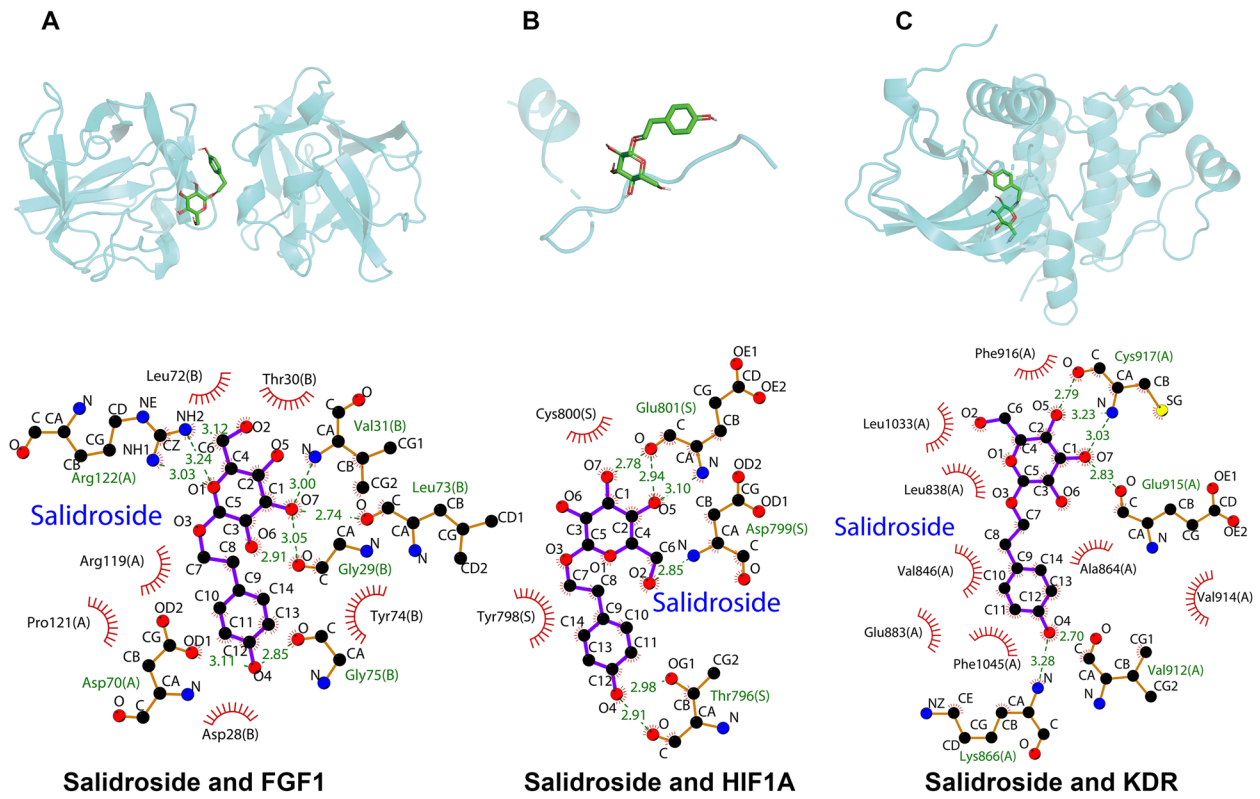 A
B
C
Leu72(B)
Thr30(B)
N
NE
CD
C
CA
NH2
3.12
O2
O
CZ
C6
O5
NH1
3.24
C4
CG
CB
3.03
C2
Arg122(A)
O1
C1
C5
O7
Salidroside
O3
C3
O6
C
O
CA
Val31(B)
N
CG1
CB
3.00
CG2
C
Leu73(B)
2.74
O
CB
CD1
CA
CG
3.05
N
CD2
2.91
CA
O
C
N
Gly29(B)
Arg119(A)
C8
C7
C9
C14
C10
C13
C11
C12
O4
Pro121(A)
OD2
CG
OD1
CB
3.11
Asp70(A)
CA
N
O
C
O
C
2.85
CA
N
Gly75(B)
Tyr74(B)
Asp28(B)
Salidroside and FGF1
OE1
CD
CG
OE2
Cys800(S)
Glu801(S)
CB
C
O
CA
N
2.78
O7
2.94
3.10
C1
O5
O6
C2
C3
C4
C5
C6
O3
O1
O2
2.85
OD2
CG
CB
OD1
Asp799(S)
CA
N
C
O
C7
C8
Salidroside
Tyr798(S)
C9
C10
C14
C11
C13
C12
O4
OG1
CG2
2.98
Thr796(S)
CB
CA
2.91
N
O
C
Salidroside and HIF1A
Phe916(A)
O
C
Cys917(A)
CA
CB
2.79
N
SG
3.23
C6
O2
O5
C2
3.03
Leu1033(A)
C4
C1
O1
O7
C5
C3
2.83
Leu838(A)
O3
O6
Glu915(A)
OE1
O
C
CB
CD
CA
CG
OE2
N
C7
Salidroside
C8
C14
C9
Ala864(A)
C10
C13
Val846(A)
C12
C11
Val914(A)
O4
Glu883(A)
2.70
O
CG1
Phe1045(A)
C
CB
Val912(A)
3.28
CA
CG2
N
N
NZ
CE
CA
CG
CB
C
CD
O
Lys866(A)
Salidroside and KDR